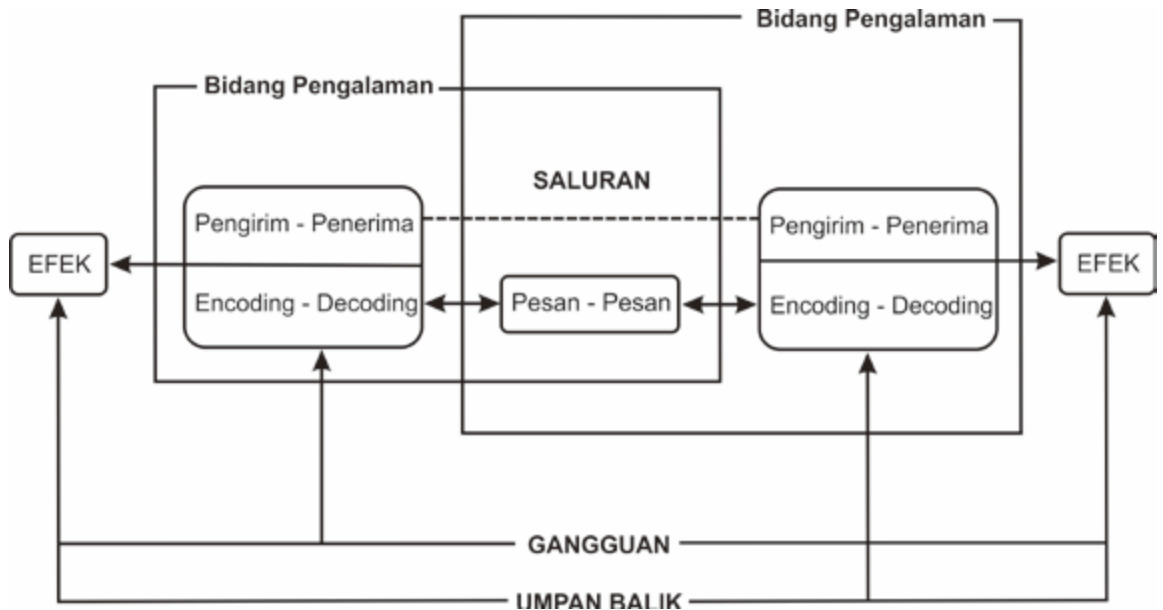 Bidang Pengalaman
Bidang Pengalaman
SALURAN
Pengirim - Penerima
Pengirim - Penerima
EFEK
EFEK
Encoding - Decoding
Pesan - Pesan
Encoding - Decoding
GANGGUAN
UMPAN BALIK